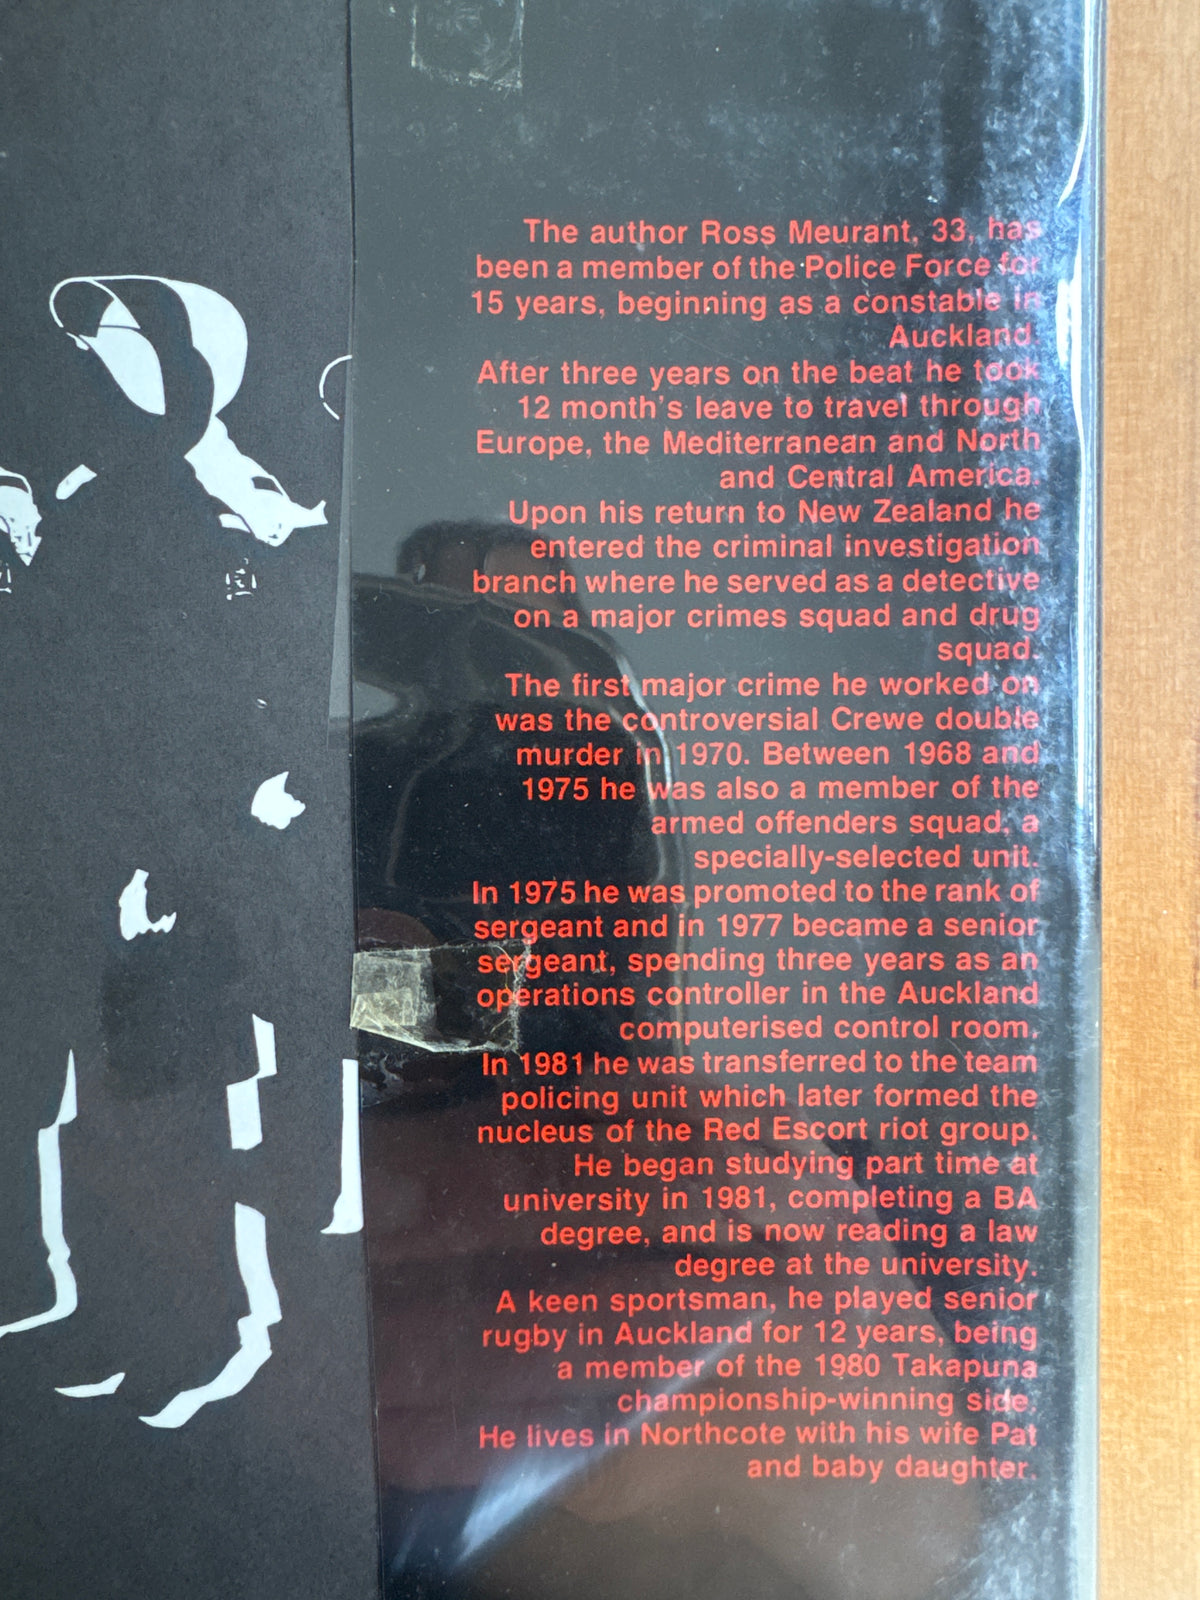 The author Ross Meurant, 33, has
been a member of the Police Force for
15 years, beginning as a constable in
Auckland.
After three years on the beat he took
12 month's leave to travel through
Europe, the Mediterranean and North
and Central America.
Upon his return to New Zealand he
entered the criminal investigation
branch where he served as a detective
on a major crimes squad and drug
squad.
The first major crime he worked on
was the controversial Crewe double
murder in 1970. Between 1968 and
1975 he was also a member of the
armed offenders squad, a
specially-selected unit.
In 1975 he was promoted to the rank of
sergeant and in 1977 became a senior
sergeant, spending three years as an
operations controller in the Auckland
computerised control room.
In 1981 he was transferred to the team
policing unit which later formed the
nucleus of the Red Escort riot group.
He began studying part time at
university in 1981, completing a BA
degree, and is now reading a law
degree at the university.
A keen sportsman, he played senior
rugby in Auckland for 12 years, being
a member of the 1980 Takapuna
championship-winning side.
He lives in Northcote with his wife Pat
and baby daughter.